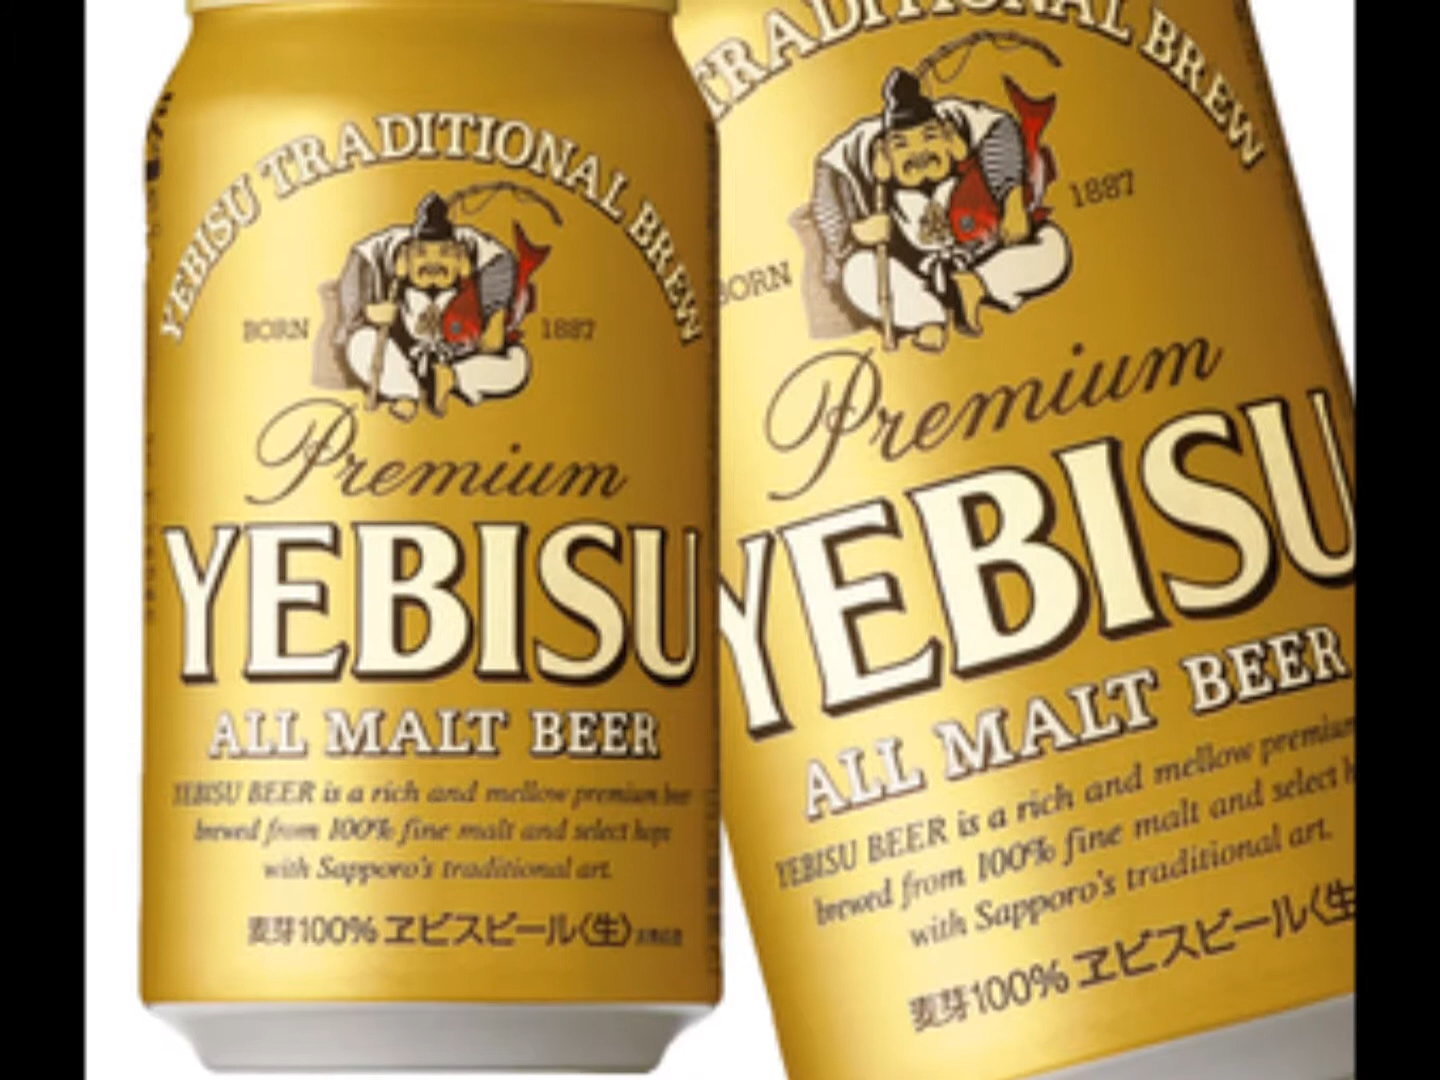 YEBISU TRADITIONAL BREW
BORN 1887
Premium
YEBISU
ALL MALT BEER
YEBISU BEER is a rich and mellow premium beer
brewed from 100% fine malt and select hops
with Sapporo's traditional art.
麦芽100% ヱビスビール〈生〉
TRADITIONAL BREW
BORN 1887
Premium
YEBISU
ALL MALT BEER
YEBISU BEER is a rich and mellow premium
brewed from 100% fine malt and select
with Sapporo's traditional art.
麦芽100% ヱビスビール〈生